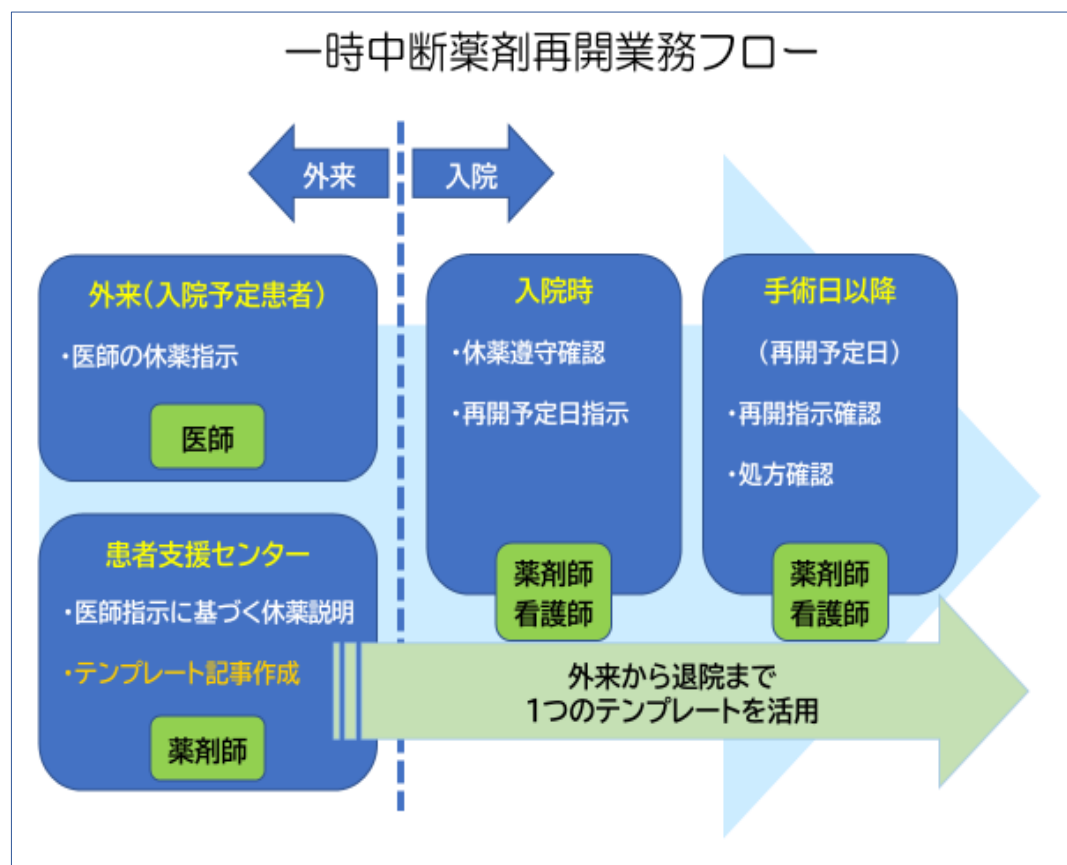 一時中断薬剤再開業務フロー
外来
入院
外来(入院予定患者)
・医師の休薬指示
医師
患者支援センター
・医師指示に基づく休薬説明
・テンプレート記事作成
薬剤師
入院時
・休薬遵守確認
・再開予定日指示
薬剤師
看護師
手術日以降
(再開予定日)
・再開指示確認
・処方確認
薬剤師
看護師
外来から退院まで
1つのテンプレートを活用